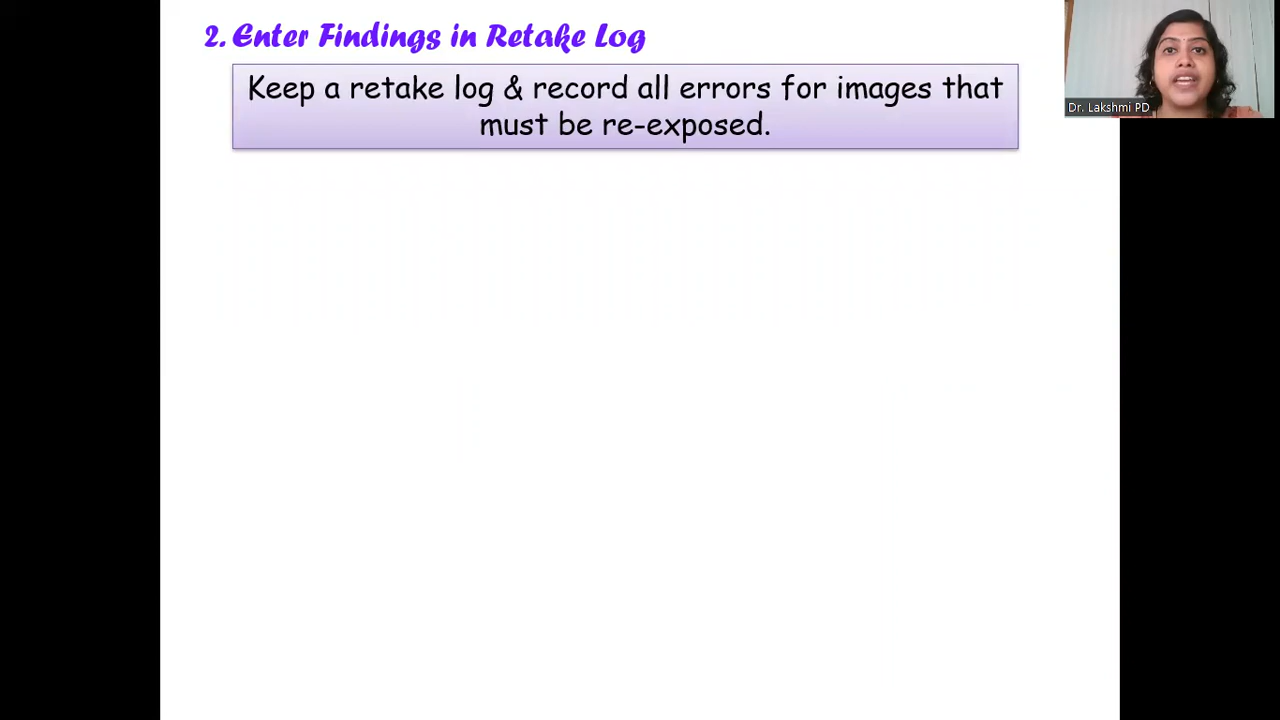 2. Enter Findings in Retake Log
Keep a retake log & record all errors for images that
must be re-exposed.
Dr. Lakshmi PD